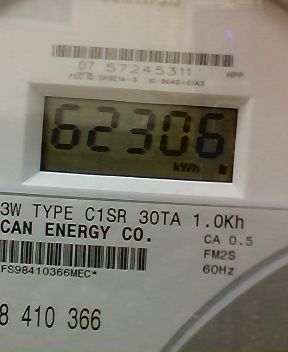 07 57245311
HPP
62306
kWh
3W TYPE C1SR 30TA 1.0Kh
CAN ENERGY CO.
CA 0.5
FM2S
60Hz
FS98410366MEC*
8 410 366